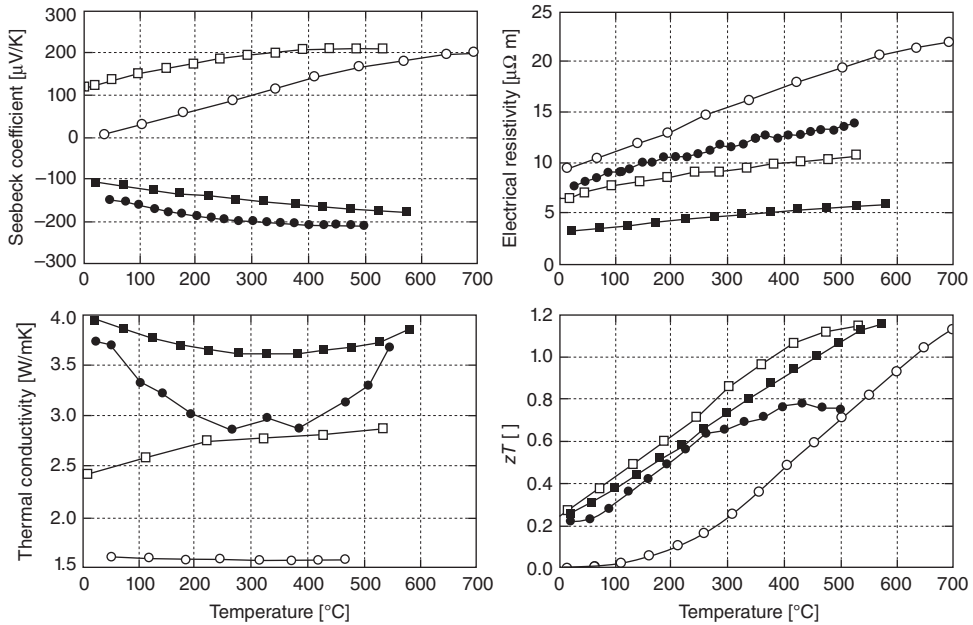 300
200
100
0
–100
–200
–300
Seebeck coefficient [μV/K]
0 100 200 300 400 500 600 700
25
20
15
10
5
0
Electrical resistivity [μΩ m]
0 100 200 300 400 500 600 700
4.0
3.5
3.0
2.5
2.0
1.5
Thermal conductivity [W/mK]
0 100 200 300 400 500 600 700
Temperature [°C]
1.2
1.0
0.8
0.6
0.4
0.2
0.0
zT [ ]
0 100 200 300 400 500 600 700
Temperature [°C]